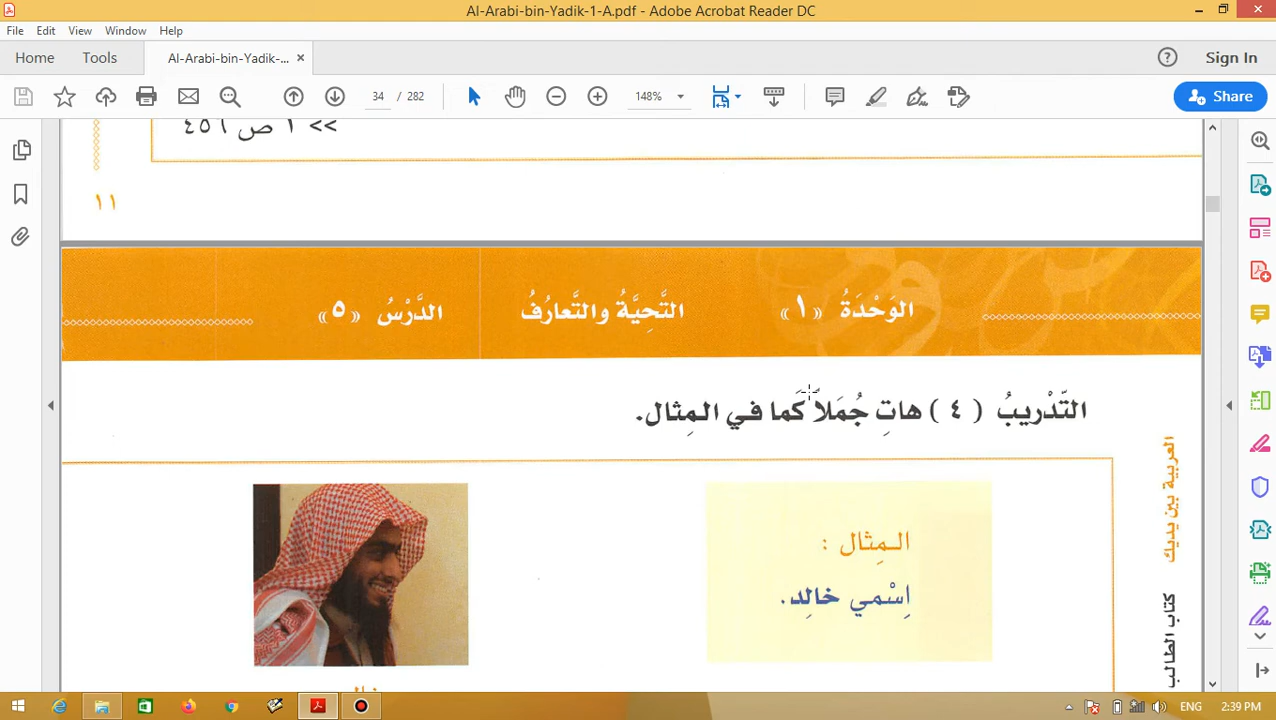 Al-Arabi-bin-Yadik-1-A.pdf - Adobe Acrobat Reader DC
File Edit View Window Help
Home Tools Al-Arabi-bin-Yadik-... Sign In
34 / 282 148% Share
<< ١ ص ٤٥٦
١١
الوَحْدَةُ «١» التَّحِيَّةُ والتَّعارُفُ الدَّرْسُ «٥»
التّدْريبُ ( ٤ ) هاتِ جُمَلاً كَما في المِثال.
المِثال :
اِسْمي خالِد.
العربية بين يديك
كتاب الطالب
ENG 2:39 PM